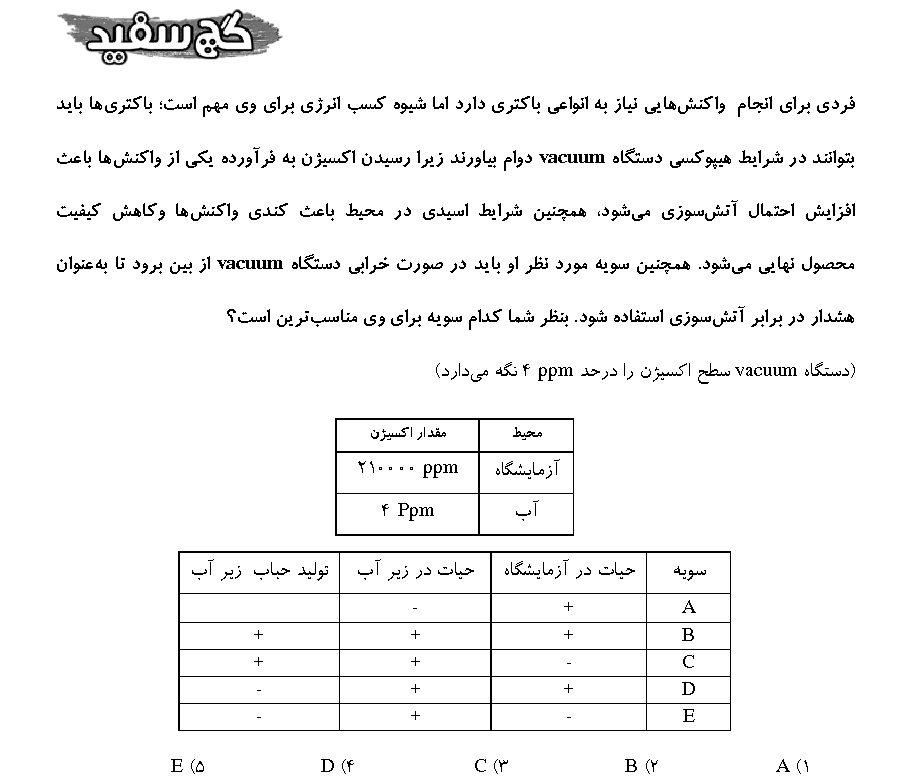 گچ سفید
فردی برای انجام واکنش‌هایی نیاز به انواعی باکتری دارد اما شیوه کسب انرژی برای وی مهم است؛ باکتری‌ها باید
بتوانند در شرایط هیپوکسی دستگاه vacuum دوام بیاورند زیرا رسیدن اکسیژن به فرآورده یکی از واکنش‌ها باعث
افزایش احتمال آتش‌سوزی می‌شود، همچنین شرایط اسیدی در محیط باعث کندی واکنش‌ها وکاهش کیفیت
محصول نهایی می‌شود. همچنین سویه مورد نظر او باید در صورت خرابی دستگاه vacuum از بین برود تا به‌عنوان
هشدار در برابر آتش‌سوزی استفاده شود. بنظر شما کدام سویه برای وی مناسب‌ترین است؟
(دستگاه vacuum سطح اکسیژن را درحد ۴ ppm نگه می‌دارد)
محیط مقدار اکسیژن
آزمایشگاه ۲۱۰۰۰۰ ppm
آب ۴ Ppm
سویه حیات در آزمایشگاه حیات در زیر آب تولید حباب زیر آب
A + -
B + + +
C - + +
D + + -
E - + -
۱) A ۲) B ۳) C ۴) D ۵) E